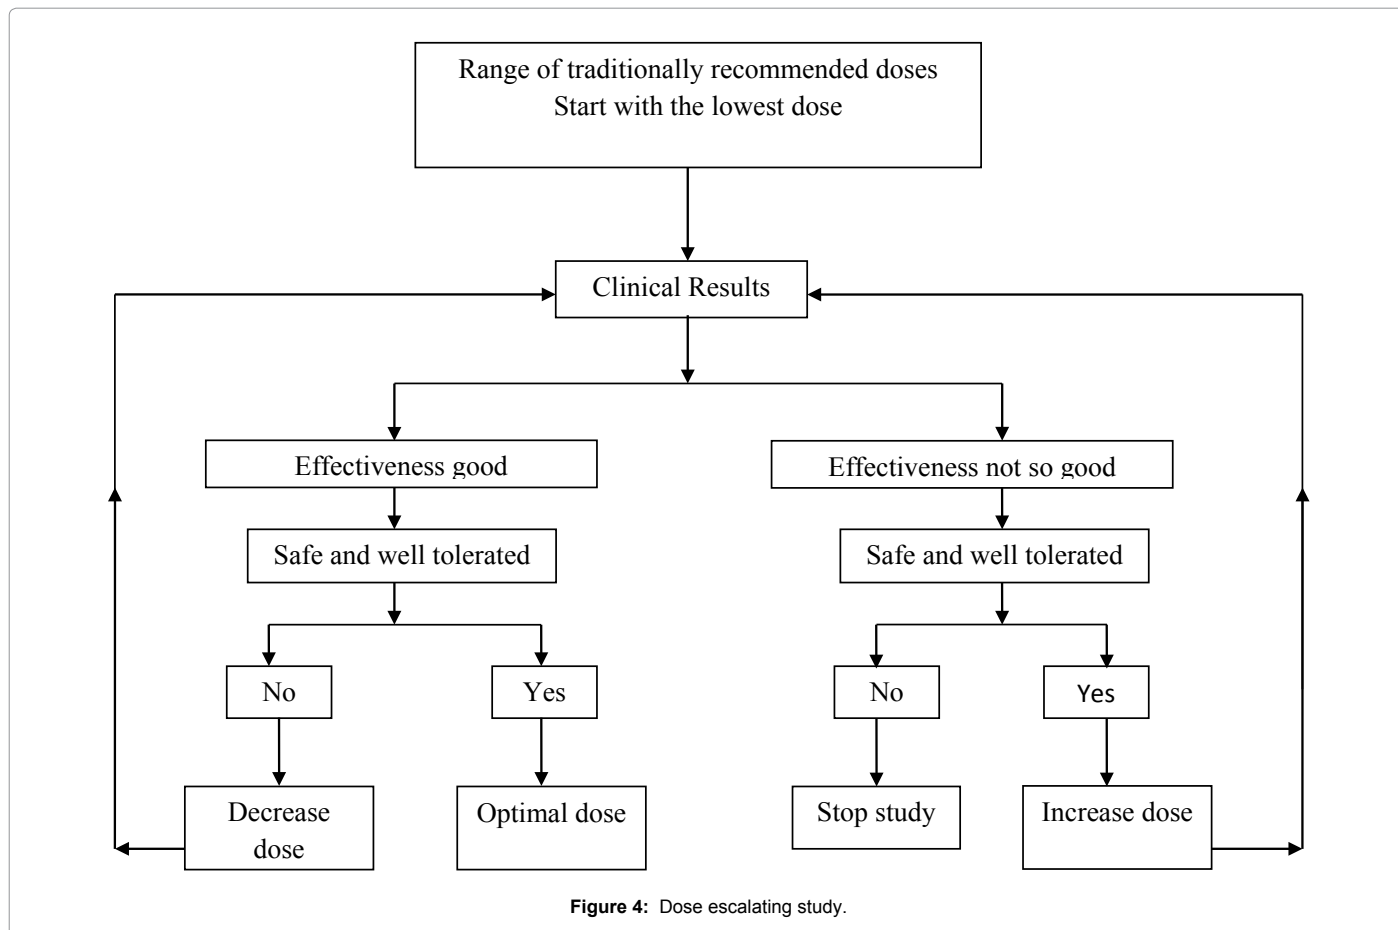 Range of traditionally recommended doses
Start with the lowest dose
Clinical Results
Effectiveness good
Effectiveness not so good
Safe and well tolerated
Safe and well tolerated
No
Yes
No
Yes
Decrease
dose
Optimal dose
Stop study
Increase dose
Figure 4: Dose escalating study.